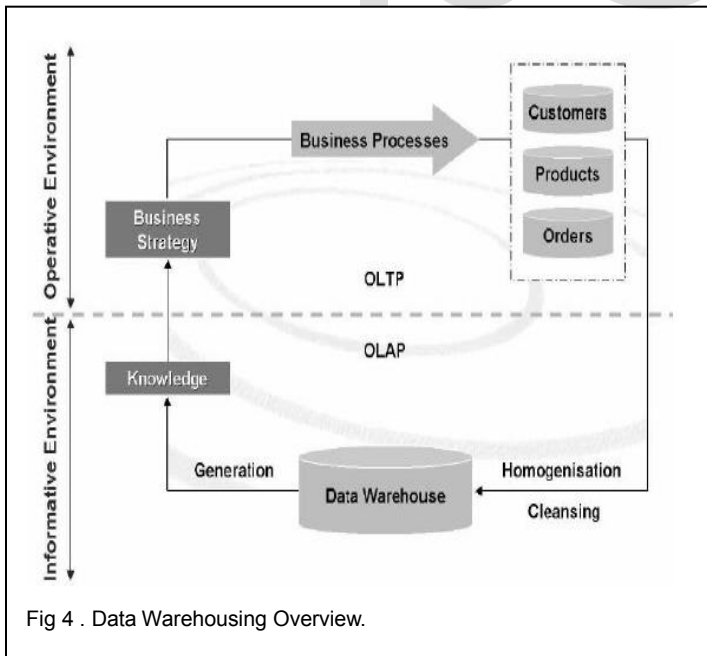 Operative Environment
Informative Environment
Business Processes
Customers
Products
Orders
Business
Strategy
OLTP
OLAP
Knowledge
Generation
Data Warehouse
Homogenisation
Cleansing
Fig 4 . Data Warehousing Overview.